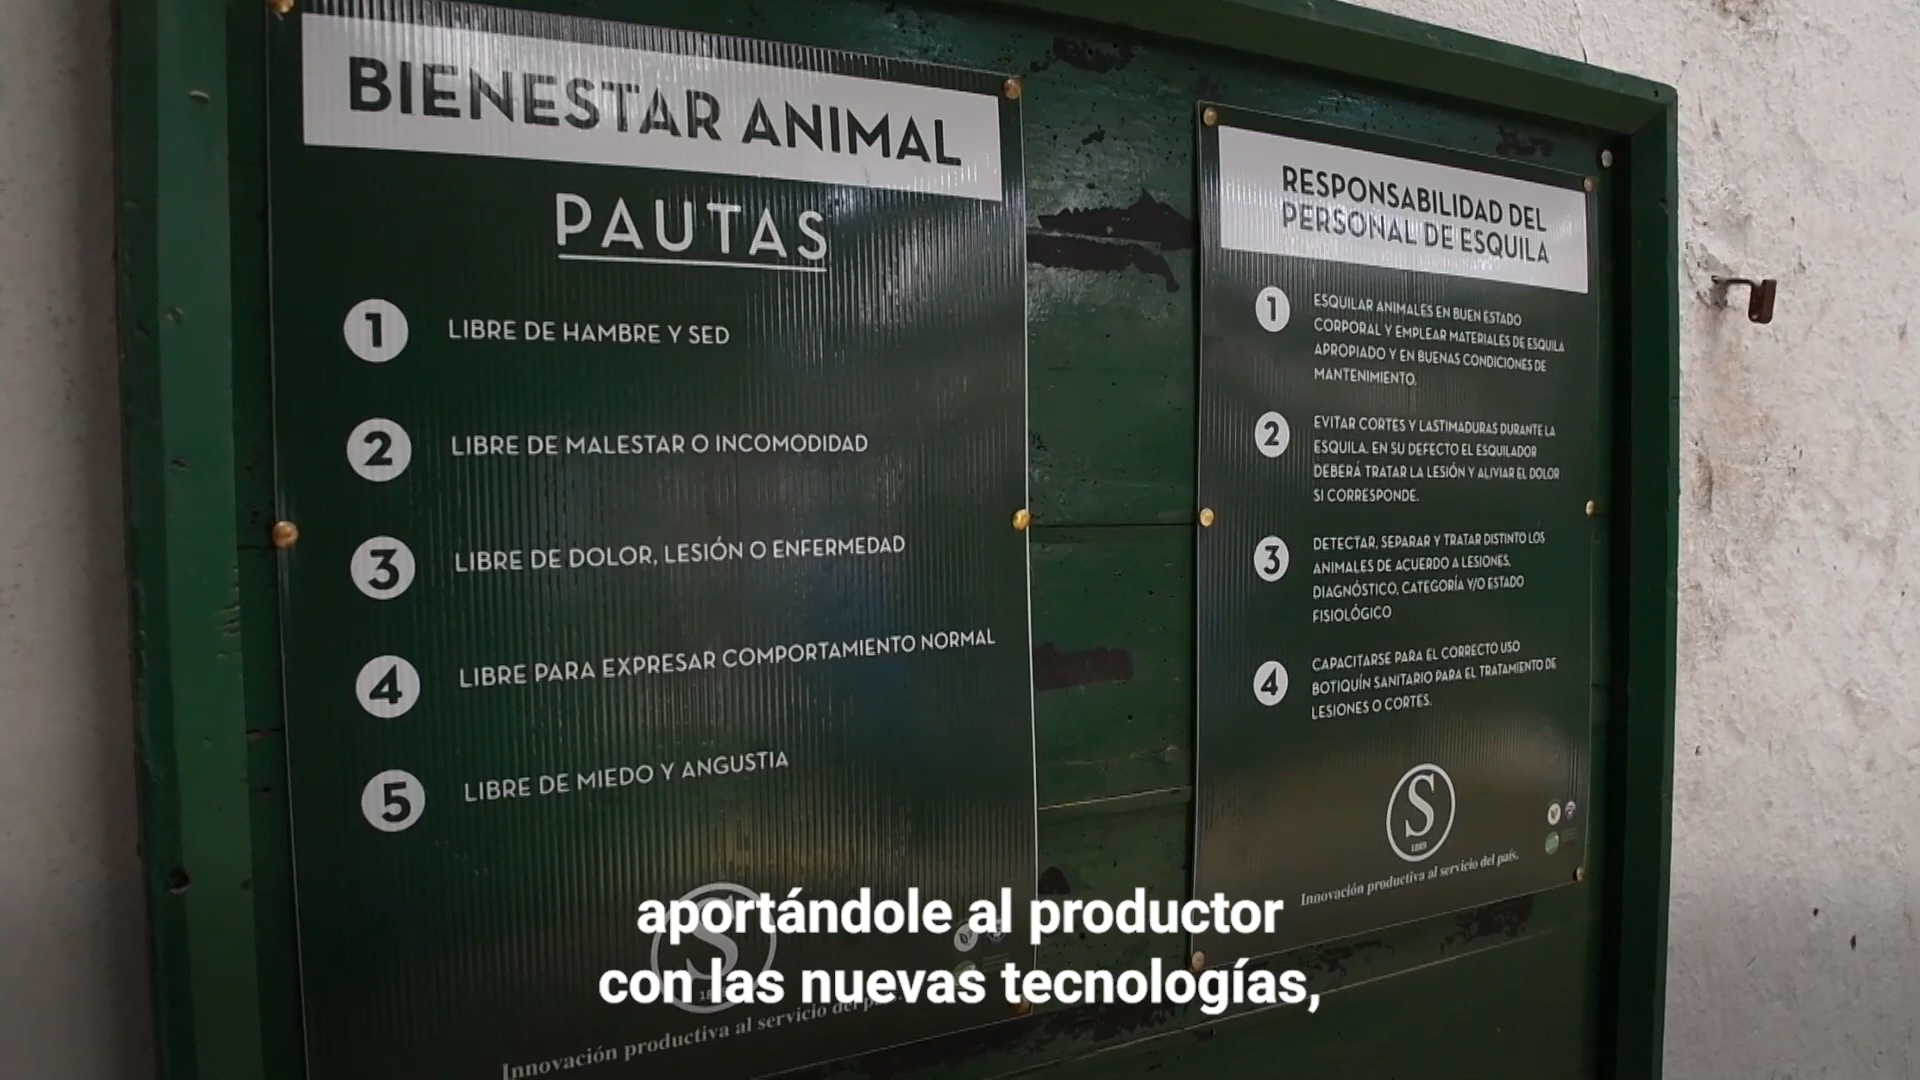 BIENESTAR ANIMAL
PAUTAS
1 LIBRE DE HAMBRE Y SED
2 LIBRE DE MALESTAR O INCOMODIDAD
3 LIBRE DE DOLOR, LESIÓN O ENFERMEDAD
4 LIBRE PARA EXPRESAR COMPORTAMIENTO NORMAL
5 LIBRE DE MIEDO Y ANGUSTIA
S
Innovación productiva al servicio del
RESPONSABILIDAD DEL
PERSONAL DE ESQUILA
1 ESQUILAR ANIMALES EN BUEN ESTADO
CORPORAL Y EMPLEAR MATERIALES DE ESQUILA
APROPIADO Y EN BUENAS CONDICIONES DE
MANTENIMIENTO.
2 EVITAR CORTES Y LASTIMADURAS DURANTE LA
ESQUILA. EN SU DEFECTO EL ESQUILADOR
DEBERÁ TRATAR LA LESIÓN Y ALIVIAR EL DOLOR
SI CORRESPONDE.
3 DETECTAR, SEPARAR Y TRATAR DISTINTO LOS
ANIMALES DE ACUERDO A LESIONES,
DIAGNÓSTICO, CATEGORÍA Y/O ESTADO
FISIOLÓGICO
4 CAPACITARSE PARA EL CORRECTO USO
BOTIQUÍN SANITARIO PARA EL TRATAMIENTO DE
LESIONES O CORTES.
S
1889
Innovación productiva al servicio del país.
aportándole al productor
con las nuevas tecnologías,